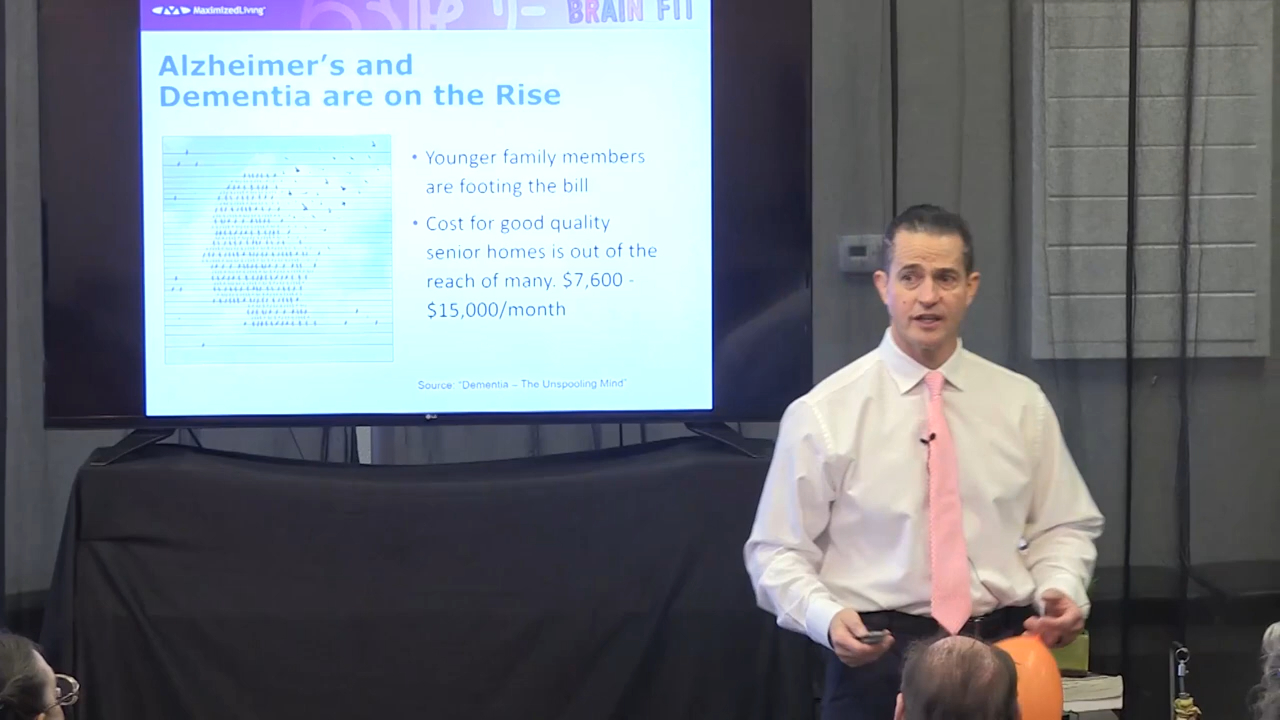 MaximizedLiving
BRAIN FIT
Alzheimer's and
Dementia are on the Rise
• Younger family members
are footing the bill
• Cost for good quality
senior homes is out of the
reach of many. $7,600 -
$15,000/month
Source: "Dementia – The Unspooling Mind"
LG